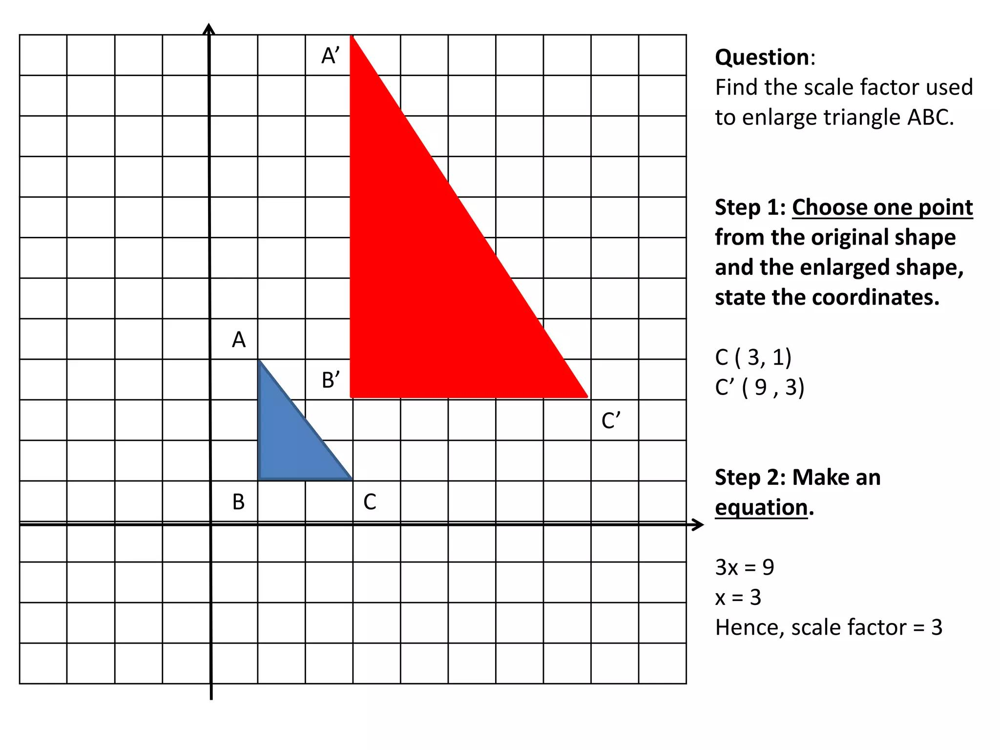 A’
A
B’
C’
B
C
Question:
Find the scale factor used
to enlarge triangle ABC.
Step 1: Choose one point
from the original shape
and the enlarged shape,
state the coordinates.
C ( 3, 1)
C’ ( 9 , 3)
Step 2: Make an
equation.
3x = 9
x = 3
Hence, scale factor = 3